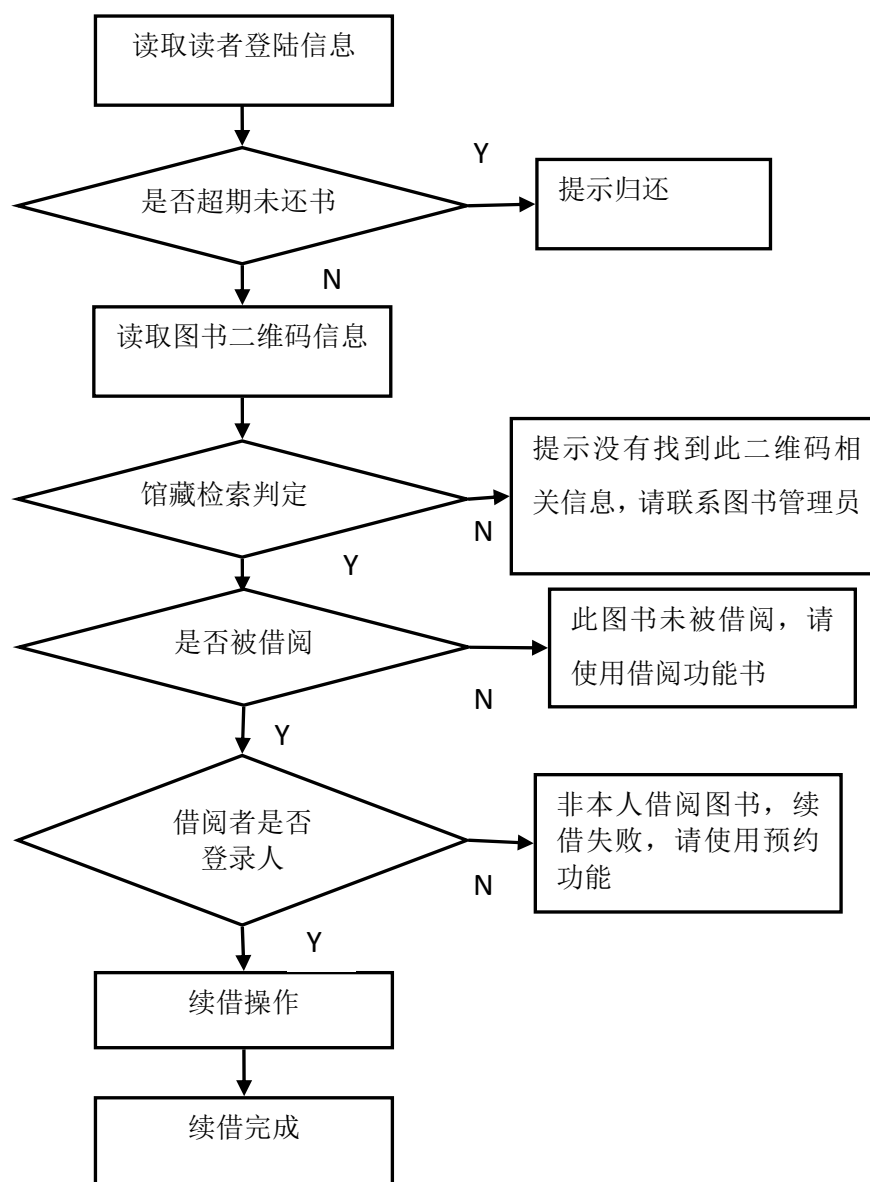 读取读者登陆信息
Y
是否超期未还书
提示归还
N
读取图书二维码信息
提示没有找到此二维码相
关信息，请联系图书管理员
馆藏检索判定
N
Y
此图书未被借阅，请
使用借阅功能书
是否被借阅
N
Y
非本人借阅图书，续
借失败，请使用预约
功能
借阅者是否
登录人
N
Y
续借操作
续借完成